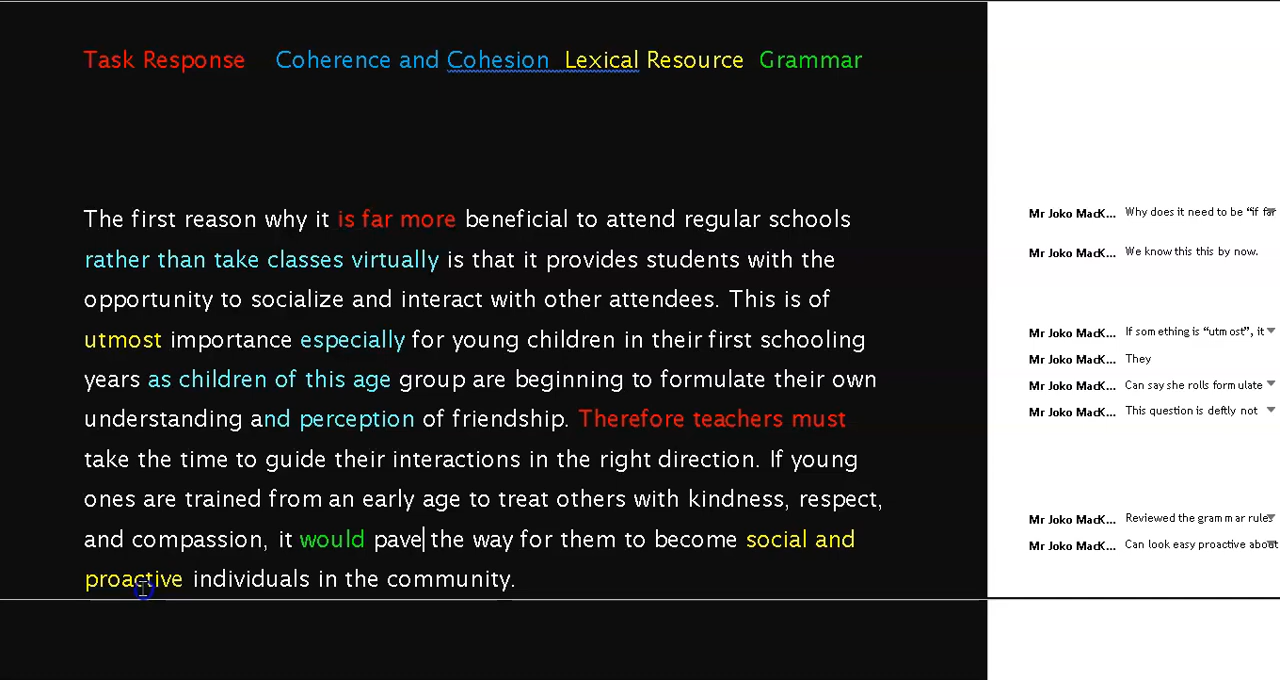 Task Response Coherence and Cohesion Lexical Resource Grammar
The first reason why it is far more beneficial to attend regular schools
rather than take classes virtually is that it provides students with the
opportunity to socialize and interact with other attendees. This is of
utmost importance especially for young children in their first schooling
years as children of this age group are beginning to formulate their own
understanding and perception of friendship. Therefore teachers must
take the time to guide their interactions in the right direction. If young
ones are trained from an early age to treat others with kindness, respect,
and compassion, it would pave the way for them to become social and
proactive individuals in the community.
Mr Joko MacK... Why does it need to be “if far
Mr Joko MacK... We know this this by now.
Mr Joko MacK... If something is “utmost”, it
Mr Joko MacK... They
Mr Joko MacK... Can say she rolls formulate
Mr Joko MacK... This question is deftly not
Mr Joko MacK... Reviewed the grammar rules
Mr Joko MacK... Can look easy proactive about